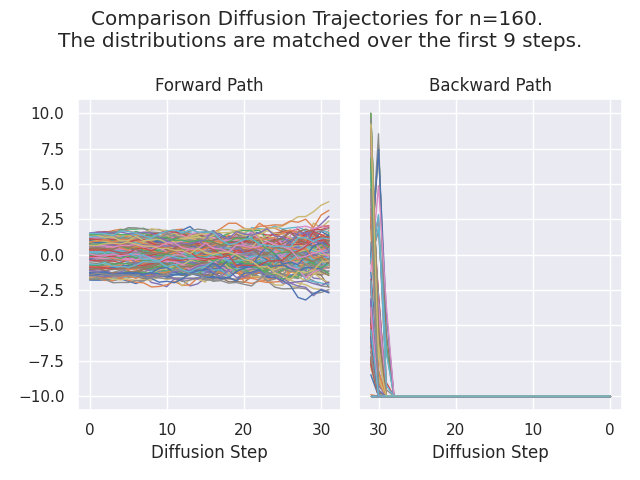 Comparison Diffusion Trajectories for n=160.
The distributions are matched over the first 9 steps.
Forward Path
Backward Path
10.0
7.5
5.0
2.5
0.0
−2.5
−5.0
−7.5
−10.0
0 10 20 30
30 20 10 0
Diffusion Step
Diffusion Step